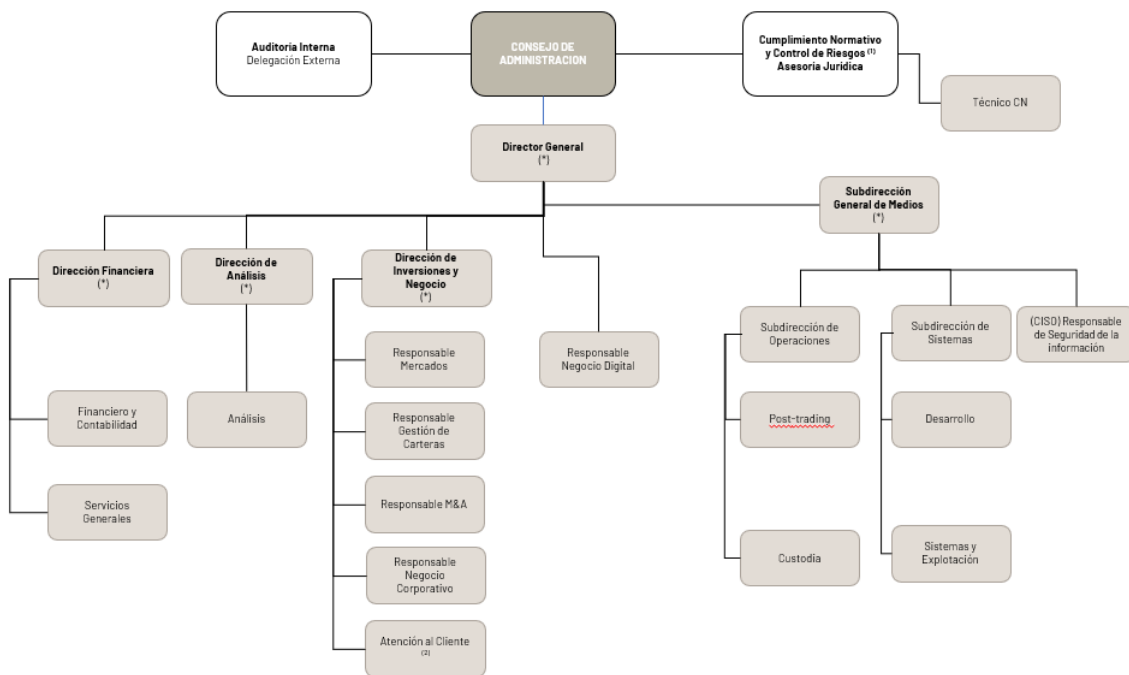 Auditoria Interna
Delegación Externa
CONSEJO DE
ADMINISTRACION
Cumplimiento Normativo
y Control de Riesgos (1)
Asesoría Jurídica
Técnico CN
Director General
(*)
Subdirección
General de Medios
(*)
Dirección Financiera
(*)
Dirección de
Análisis
(*)
Dirección de
Inversiones y
Negocio
(*)
Subdirección de
Operaciones
Subdirección de
Sistemas
(CISO) Responsable
de Seguridad de la
información
Responsable
Mercados
Responsable
Negocio Digital
Financiero y
Contabilidad
Análisis
Responsable
Gestión de
Carteras
Post-trading
Desarrollo
Servicios
Generales
Responsable M&A
Responsable
Negocio
Corporativo
Custodia
Sistemas y
Explotación
Atención al Cliente
(2)